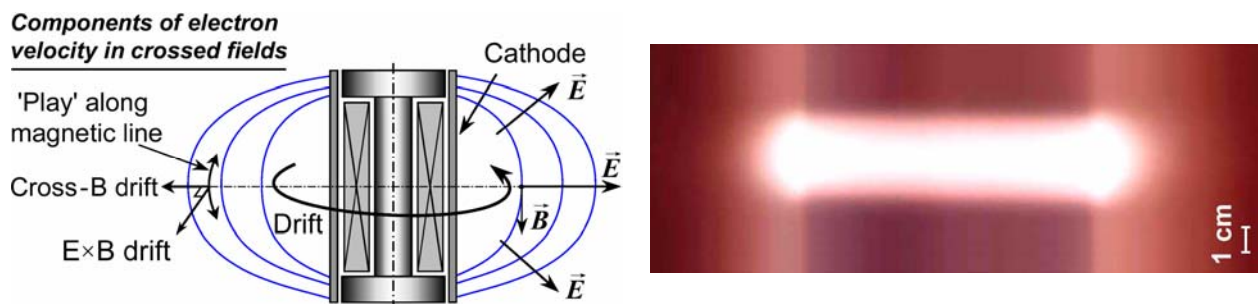 Components of electron
velocity in crossed fields
'Play' along
magnetic line
Cross-B drift
E×B drift
Drift
Cathode
E⃗
E⃗
B⃗
E⃗
1 cm